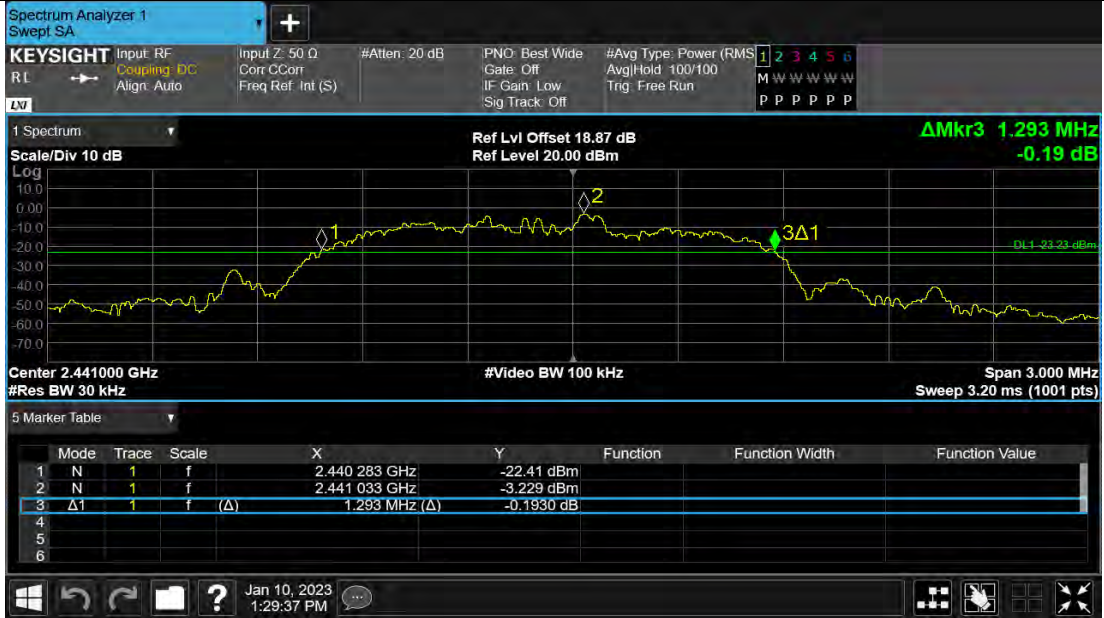 Spectrum Analyzer 1
Swept SA
+
KEYSIGHT Input: RF Input Z: 50 Ω #Atten: 20 dB PNO: Best Wide #Avg Type: Power (RMS 1 2 3 4 5 6
R L Coupling: DC Corr CCorr Gate: Off Avg|Hold: 100/100 M W W W W W
Align: Auto Freq Ref: Int (S) IF Gain: Low Trig: Free Run
LXI Sig Track: Off P P P P P P
1 Spectrum Ref Lvl Offset 18.87 dB ΔMkr3 1.293 MHz
Scale/Div 10 dB Ref Level 20.00 dBm -0.19 dB
Log
10.0
0.00 2
-10.0 1 3Δ1
-20.0 DL1 -23.23 dBm
-30.0
-40.0
-50.0
-60.0
-70.0
Center 2.441000 GHz #Video BW 100 kHz Span 3.000 MHz
#Res BW 30 kHz Sweep 3.20 ms (1001 pts)
5 Marker Table
Mode Trace Scale X Y Function Function Width Function Value
1 N 1 f 2.440 283 GHz -22.41 dBm
2 N 1 f 2.441 033 GHz -3.229 dBm
3 Δ1 1 f (Δ) 1.293 MHz (Δ) -0.1930 dB
4
5
6
? Jan 10, 2023
1:29:37 PM